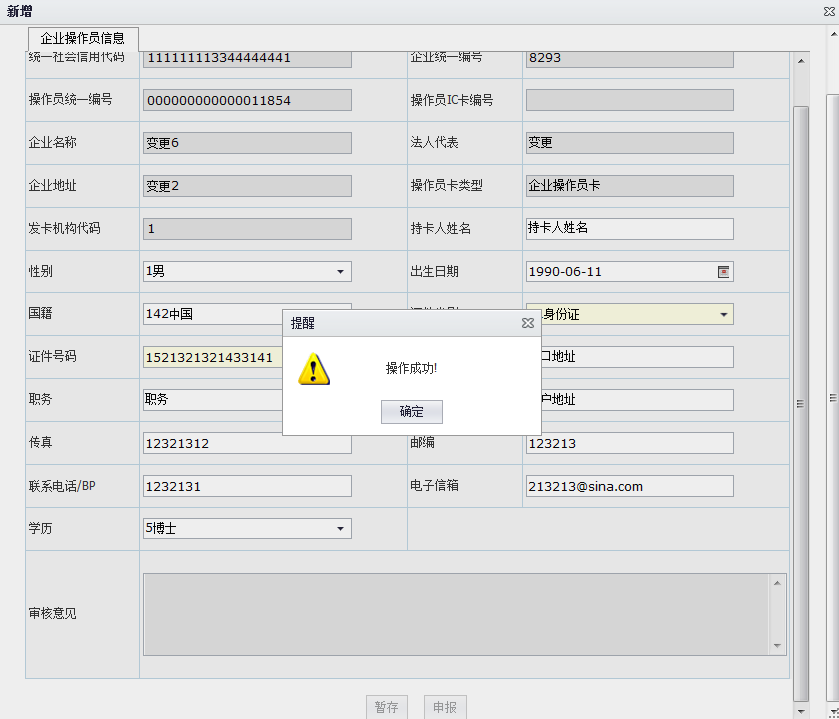 新增
企业操作员信息
统一社会信用代码 111111113344444441 企业统一编号 8293
操作员统一编号 000000000000011854 操作员IC卡编号
企业名称 变更6 法人代表 变更
企业地址 变更2 操作员卡类型 企业操作员卡
发卡机构代码 1 持卡人姓名 持卡人姓名
性别 1男 出生日期 1990-06-11
国籍 142中国 身份证
提醒
证件号码 1521321321433141 口地址
操作成功!
职务 职务 户地址
确定
传真 12321312 邮编 123213
联系电话/BP 1232131 电子信箱 213213@sina.com
学历 5博士
审核意见
暂存 申报